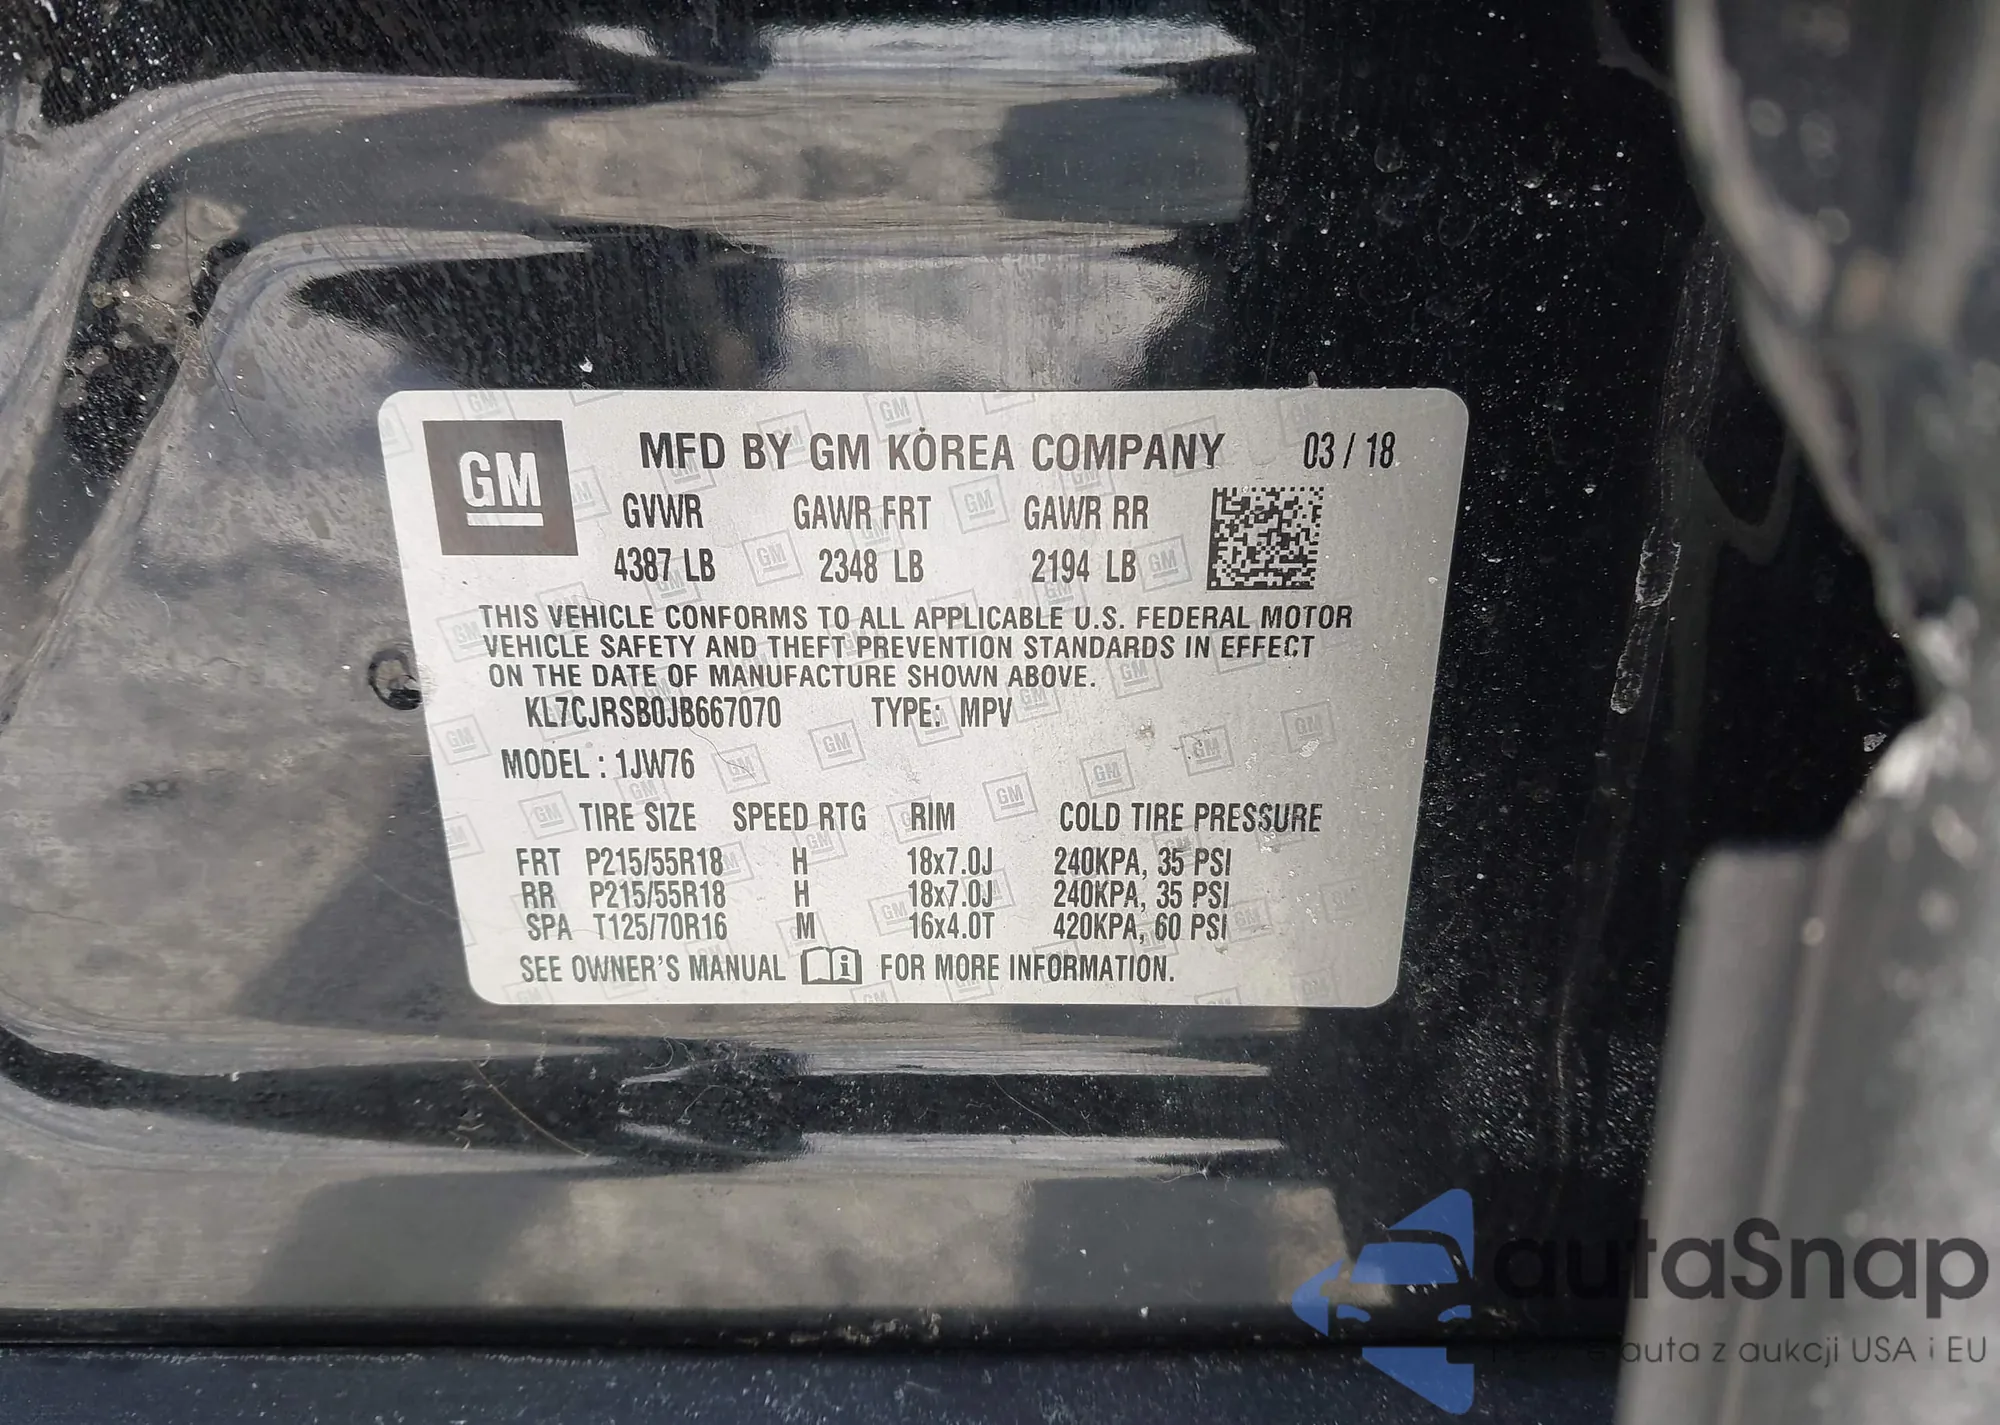 GM
MFD BY GM KOREA COMPANY 03 / 18
GVWR GAWR FRT GAWR RR
4387 LB 2348 LB 2194 LB
THIS VEHICLE CONFORMS TO ALL APPLICABLE U.S. FEDERAL MOTOR
VEHICLE SAFETY AND THEFT PREVENTION STANDARDS IN EFFECT
ON THE DATE OF MANUFACTURE SHOWN ABOVE.
KL7CJRSB0JB667070 TYPE: MPV
MODEL : 1JW76
TIRE SIZE SPEED RTG RIM COLD TIRE PRESSURE
FRT P215/55R18 H 18x7.0J 240KPA, 35 PSI
RR P215/55R18 H 18x7.0J 240KPA, 35 PSI
SPA T125/70R16 M 16x4.0T 420KPA, 60 PSI
SEE OWNER'S MANUAL i FOR MORE INFORMATION.
autaSnap
auta z aukcji USA i EU